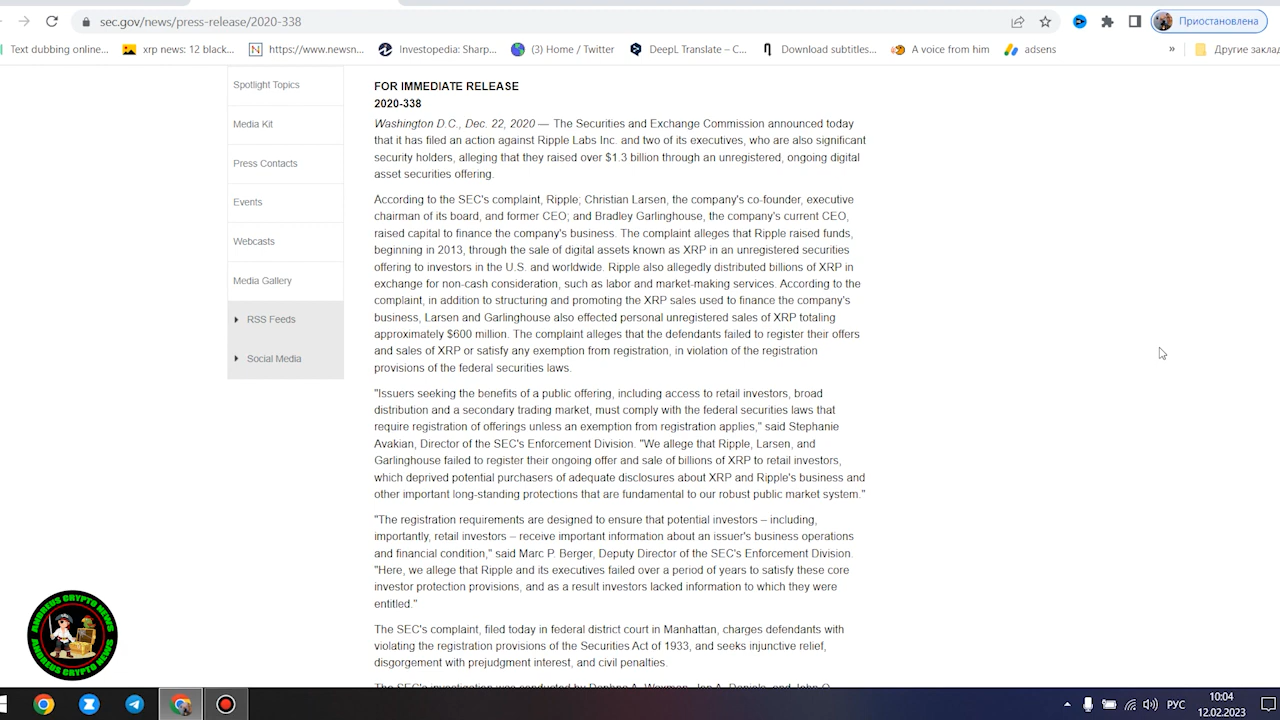 sec.gov/news/press-release/2020-338
Приостановлена
Text dubbing online...
xrp news: 12 black...
https://www.newsn...
Investopedia: Sharp...
(3) Home / Twitter
DeepL Translate – C...
Download subtitles...
A voice from him
adsens
»
Другие заклад
Spotlight Topics
Media Kit
Press Contacts
Events
Webcasts
Media Gallery
RSS Feeds
Social Media
FOR IMMEDIATE RELEASE
2020-338
Washington D.C., Dec. 22, 2020 — The Securities and Exchange Commission announced today
that it has filed an action against Ripple Labs Inc. and two of its executives, who are also significant
security holders, alleging that they raised over $1.3 billion through an unregistered, ongoing digital
asset securities offering.
According to the SEC's complaint, Ripple; Christian Larsen, the company's co-founder, executive
chairman of its board, and former CEO; and Bradley Garlinghouse, the company's current CEO,
raised capital to finance the company's business. The complaint alleges that Ripple raised funds,
beginning in 2013, through the sale of digital assets known as XRP in an unregistered securities
offering to investors in the U.S. and worldwide. Ripple also allegedly distributed billions of XRP in
exchange for non-cash consideration, such as labor and market-making services. According to the
complaint, in addition to structuring and promoting the XRP sales used to finance the company's
business, Larsen and Garlinghouse also effected personal unregistered sales of XRP totaling
approximately $600 million. The complaint alleges that the defendants failed to register their offers
and sales of XRP or satisfy any exemption from registration, in violation of the registration
provisions of the federal securities laws.
"Issuers seeking the benefits of a public offering, including access to retail investors, broad
distribution and a secondary trading market, must comply with the federal securities laws that
require registration of offerings unless an exemption from registration applies," said Stephanie
Avakian, Director of the SEC's Enforcement Division. "We allege that Ripple, Larsen, and
Garlinghouse failed to register their ongoing offer and sale of billions of XRP to retail investors,
which deprived potential purchasers of adequate disclosures about XRP and Ripple's business and
other important long-standing protections that are fundamental to our robust public market system."
"The registration requirements are designed to ensure that potential investors – including,
importantly, retail investors – receive important information about an issuer's business operations
and financial condition," said Marc P. Berger, Deputy Director of the SEC's Enforcement Division.
"Here, we allege that Ripple and its executives failed over a period of years to satisfy these core
investor protection provisions, and as a result investors lacked information to which they were
entitled."
The SEC's complaint, filed today in federal district court in Manhattan, charges defendants with
violating the registration provisions of the Securities Act of 1933, and seeks injunctive relief,
disgorgement with prejudgment interest, and civil penalties.
The SEC's investigation was conducted by Daphna A. Waxman, Jon A. Daniels, and John O.
ANDREUS CRYPTO NEWS
ANDREUS CRYPTO NEWS
РУС
10:04
12.02.2023